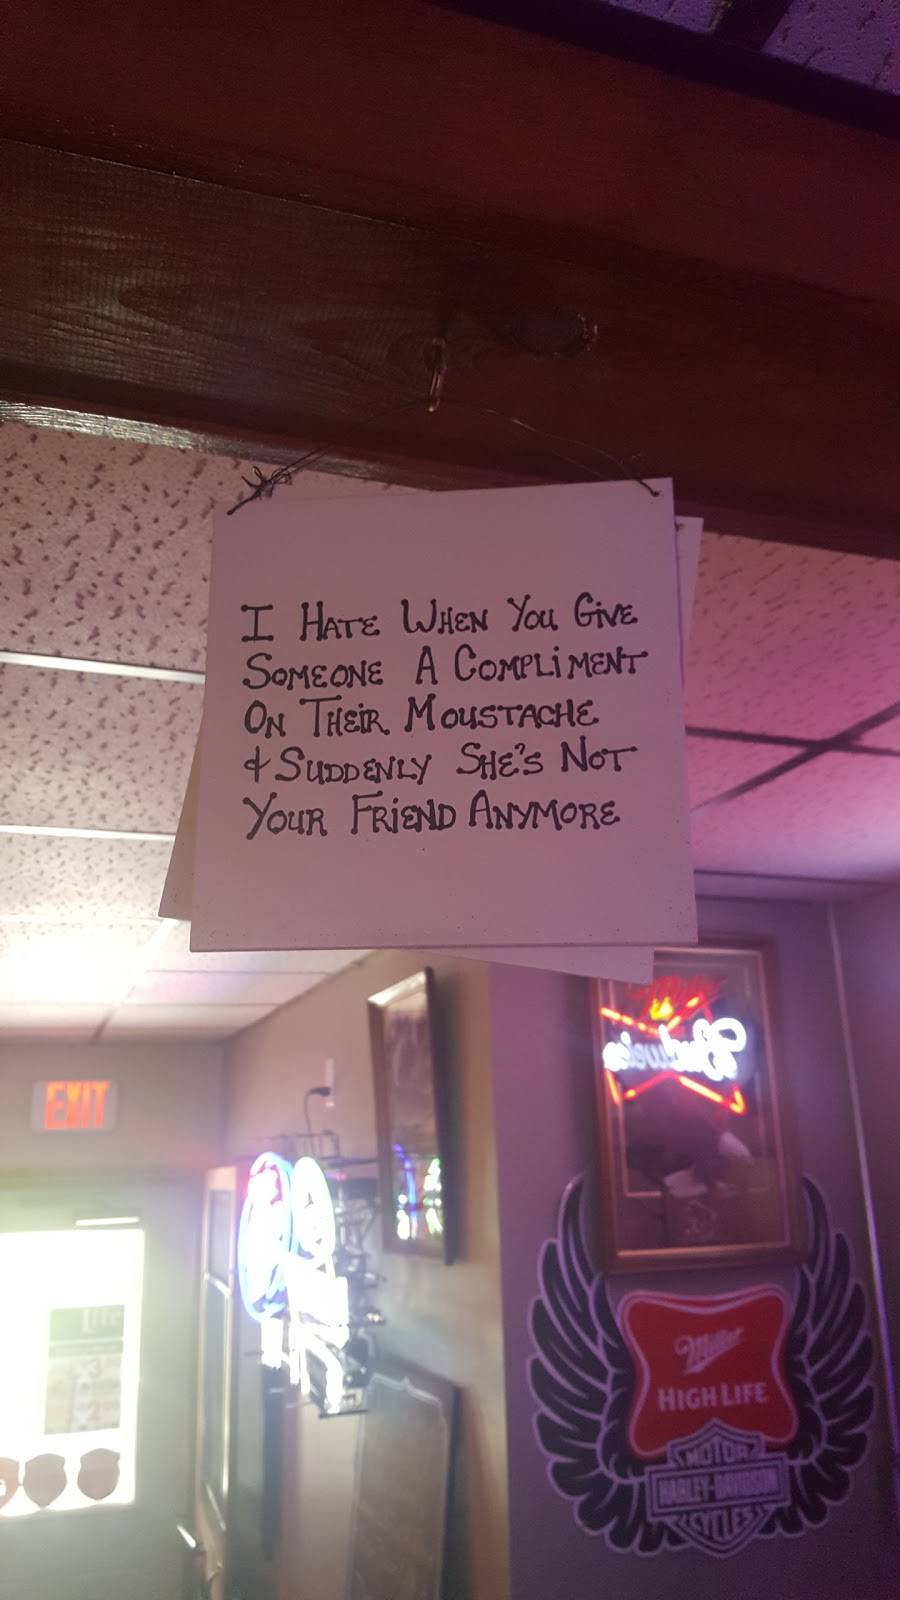 I HATE WHEN YOU GIVE
SOMEONE A COMPLIMENT
ON THEIR MOUSTACHE
& SUDDENLY SHE'S NOT
YOUR FRIEND ANYMORE
EXIT
Miller
HIGH LIFE
MOTOR
HARLEY-DAVIDSON
CYCLES